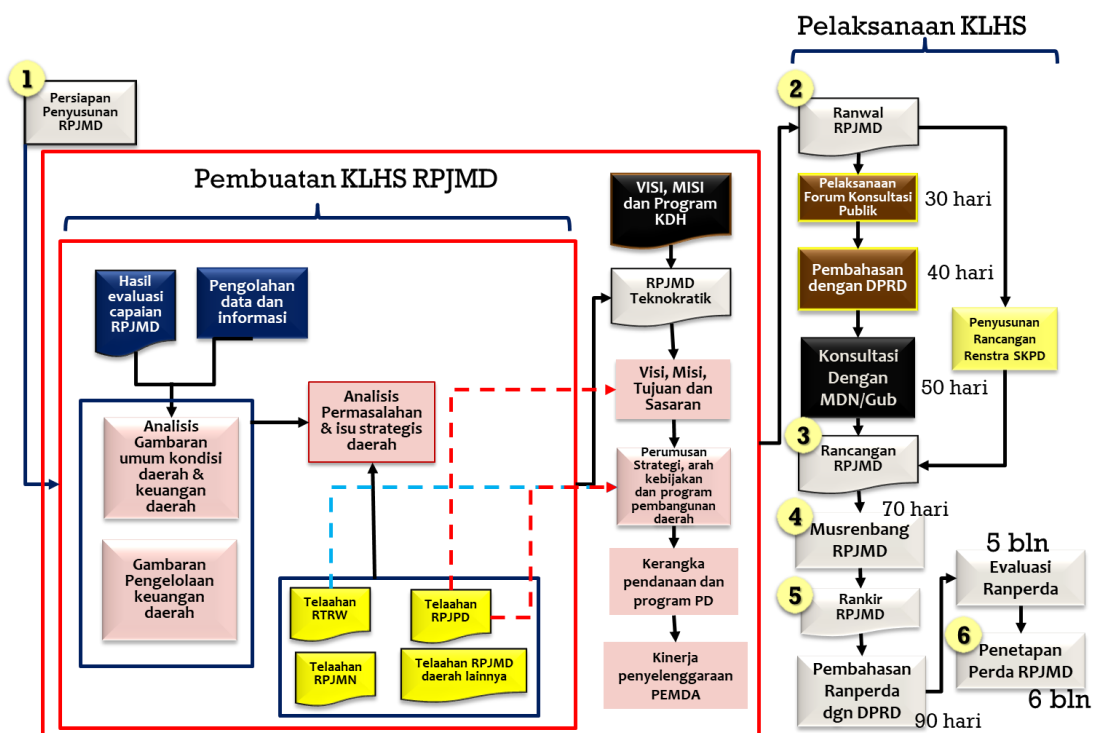 Pelaksanaan KLHS
1
Persiapan
Penyusunan
RPJMD
2
Ranwal
RPJMD
Pembuatan KLHS RPJMD
VISI, MISI
dan Program
KDH
Pelaksanaan
Forum Konsultasi
Publik
30 hari
Hasil
evaluasi
capaian
RPJMD
Pengolahan
data dan
informasi
RPJMD
Teknokratik
Pembahasan
dengan DPRD
40 hari
Penyusunan
Rancangan
Renstra SKPD
Konsultasi
Dengan
MDN/Gub
50 hari
Visi, Misi,
Tujuan dan
Sasaran
Analisis
Permasalahan
& isu strategis
daerah
Analisis
Gambaran
umum kondisi
daerah &
keuangan
daerah
3
Rancangan
RPJMD
Perumusan
Strategi, arah
kebijakan
dan program
pembangunan
daerah
70 hari
4
Musrenbang
RPJMD
Gambaran
Pengelolaan
keuangan
daerah
Kerangka
pendanaan dan
program PD
5 bln
Evaluasi
Ranperda
5
Rankir
RPJMD
Telaahan
RTRW
Telaahan
RPJPD
6
Penetapan
Perda RPJMD
6 bln
Telaahan
RPJMN
Telaahan RPJMD
daerah lainnya
Kinerja
penyelenggaraan
PEMDA
Pembahasan
Ranperda
dgn DPRD
90 hari